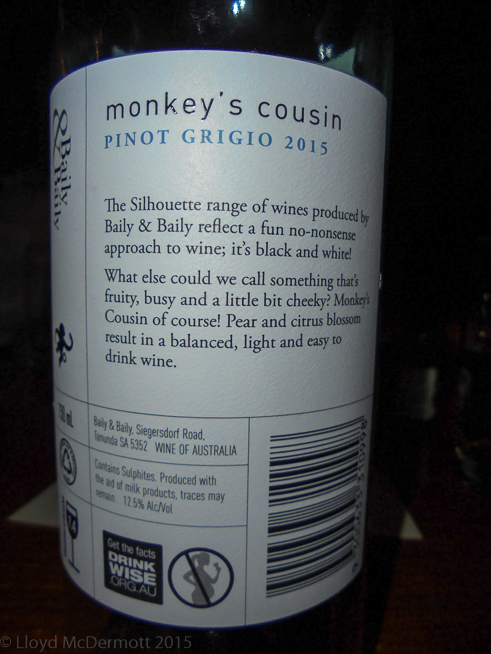 monkey's cousin
PINOT GRIGIO 2015
The Silhouette range of wines produced by
Baily & Baily reflect a fun no-nonsense
approach to wine; it's black and white!
What else could we call something that's
fruity, busy and a little bit cheeky? Monkey's
Cousin of course! Pear and citrus blossom
result in a balanced, light and easy to
drink wine.
Baily
& Baily
750 mL
Baily & Baily, Siegersdorf Road,
Tanunda SA 5352 WINE OF AUSTRALIA
Contains Sulphites. Produced with
the aid of milk products, traces may
remain. 12.5% Alc/Vol
Get the facts
DRINK
WISE
.ORG.AU
© Lloyd McDermott 2015